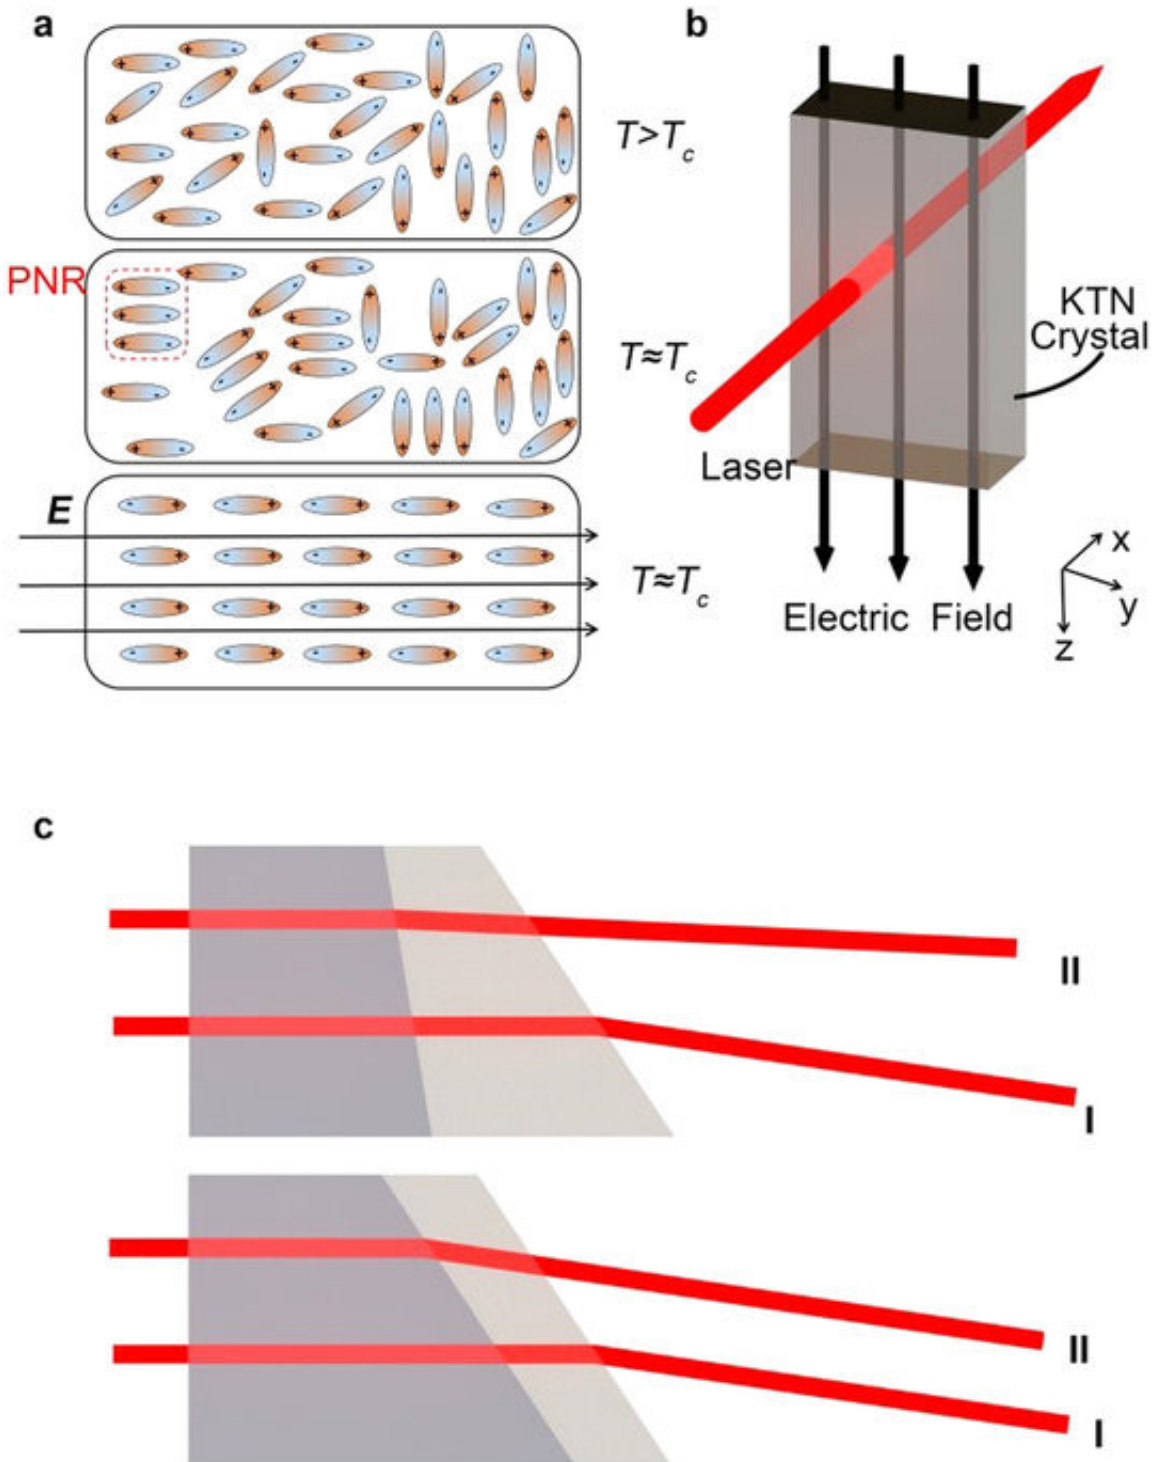 a
T>Tc
PNR
T≈Tc
E
T≈Tc
b
KTN
Crystal
Laser
Electric Field
x
y
z
c
II
I
II
I